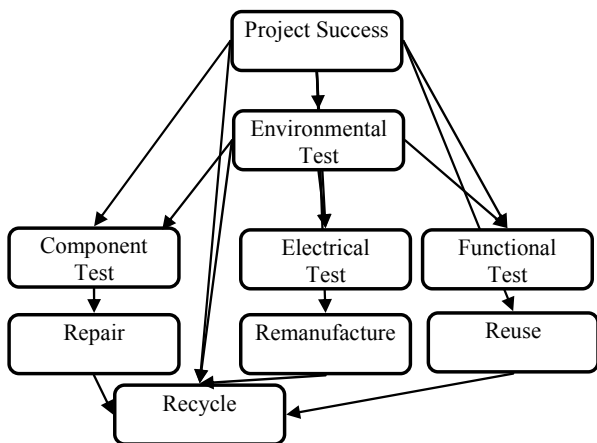 Project Success
Environmental
Test
Component
Test
Electrical
Test
Functional
Test
Repair
Remanufacture
Reuse
Recycle